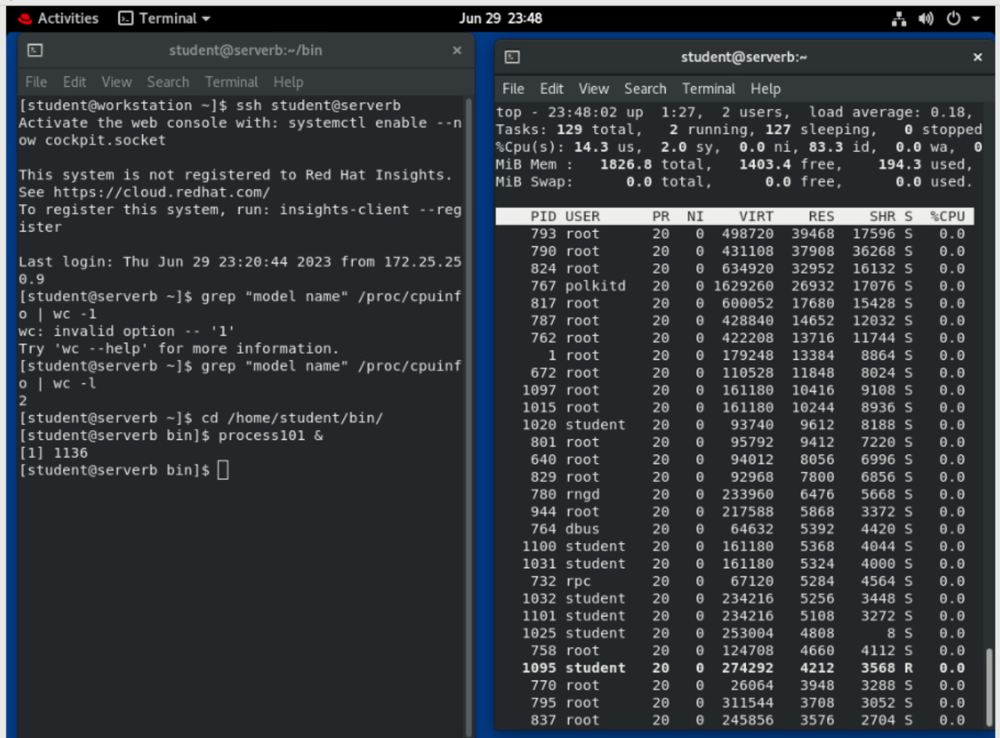 Activities Terminal Jun 29 23:48
student@serverb:~/bin ×
File Edit View Search Terminal Help
[student@workstation ~]$ ssh student@serverb
Activate the web console with: systemctl enable --n
ow cockpit.socket
This system is not registered to Red Hat Insights.
See https://cloud.redhat.com/
To register this system, run: insights-client --reg
ister
Last login: Thu Jun 29 23:20:44 2023 from 172.25.25
0.9
[student@serverb ~]$ grep "model name" /proc/cpuinf
o | wc -1
wc: invalid option -- '1'
Try 'wc --help' for more information.
[student@serverb ~]$ grep "model name" /proc/cpuinf
o | wc -l
2
[student@serverb ~]$ cd /home/student/bin/
[student@serverb bin]$ process101 &
[1] 1136
[student@serverb bin]$
student@serverb:~ ×
File Edit View Search Terminal Help
top - 23:48:02 up 1:27, 2 users, load average: 0.18,
Tasks: 129 total, 2 running, 127 sleeping, 0 stopped
%Cpu(s): 14.3 us, 2.0 sy, 0.0 ni, 83.3 id, 0.0 wa, 0
MiB Mem : 1826.8 total, 1403.4 free, 194.3 used,
MiB Swap: 0.0 total, 0.0 free, 0.0 used.
PID USER PR NI VIRT RES SHR S %CPU
793 root 20 0 498720 39468 17596 S 0.0
790 root 20 0 431108 37908 36268 S 0.0
824 root 20 0 634920 32952 16132 S 0.0
767 polkitd 20 0 1629260 26932 17076 S 0.0
817 root 20 0 600052 17680 15428 S 0.0
787 root 20 0 428840 14652 12032 S 0.0
762 root 20 0 422208 13716 11744 S 0.0
1 root 20 0 179248 13384 8864 S 0.0
672 root 20 0 110528 11848 8024 S 0.0
1097 root 20 0 161180 10416 9108 S 0.0
1015 root 20 0 161180 10244 8936 S 0.0
1020 student 20 0 93740 9612 8188 S 0.0
801 root 20 0 95792 9412 7220 S 0.0
640 root 20 0 94012 8056 6996 S 0.0
829 root 20 0 92968 7800 6856 S 0.0
780 rngd 20 0 233960 6476 5668 S 0.0
944 root 20 0 217588 5868 3372 S 0.0
764 dbus 20 0 64632 5392 4420 S 0.0
1100 student 20 0 161180 5368 4044 S 0.0
1031 student 20 0 161180 5324 4000 S 0.0
732 rpc 20 0 67120 5284 4564 S 0.0
1032 student 20 0 234216 5256 3448 S 0.0
1101 student 20 0 234216 5108 3272 S 0.0
1025 student 20 0 253004 4808 8 S 0.0
758 root 20 0 124708 4660 4112 S 0.0
1095 student 20 0 274292 4212 3568 R 0.0
770 root 20 0 26064 3948 3288 S 0.0
795 root 20 0 311544 3708 3052 S 0.0
837 root 20 0 245856 3576 2704 S 0.0